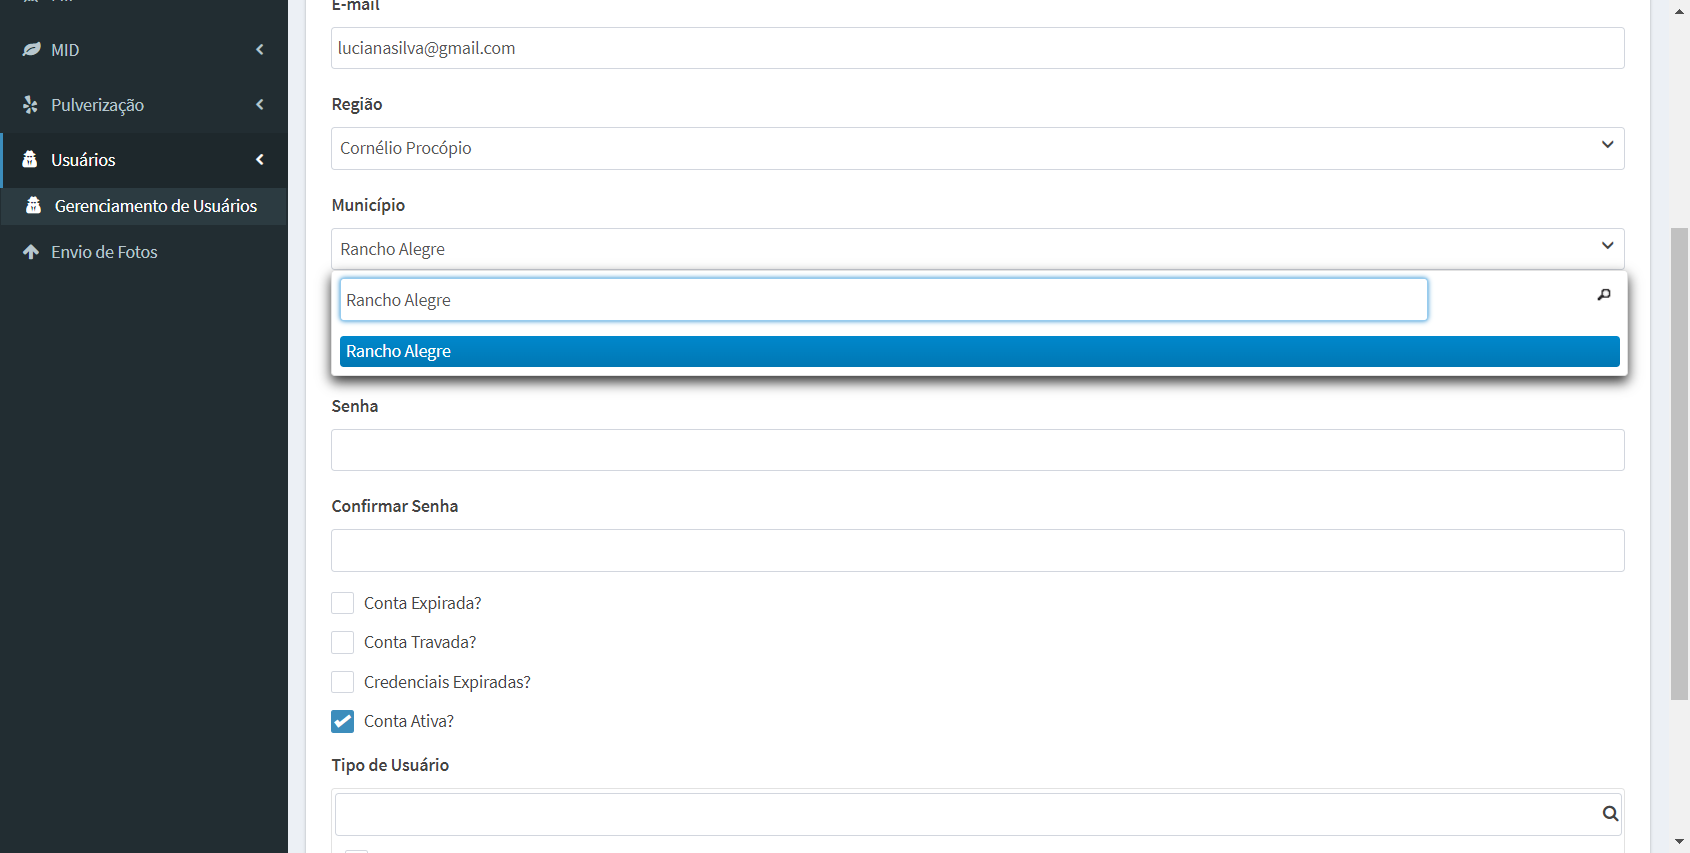 MID
Pulverização
Usuários
Gerenciamento de Usuários
Envio de Fotos
E-mail
lucianasilva@gmail.com
Região
Cornélio Procópio
Município
Rancho Alegre
Rancho Alegre
Rancho Alegre
Senha
Confirmar Senha
Conta Expirada?
Conta Travada?
Credenciais Expiradas?
Conta Ativa?
Tipo de Usuário